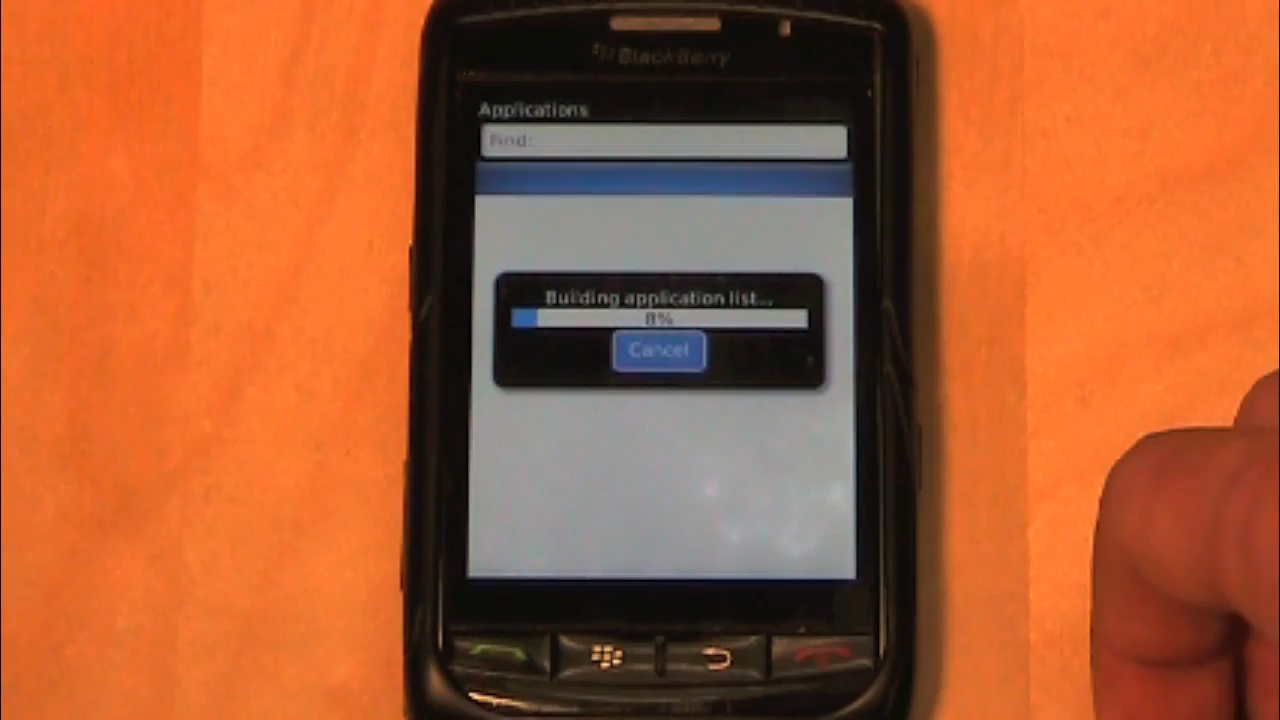 BlackBerry
Applications
Find:
Building application list...
8%
Cancel